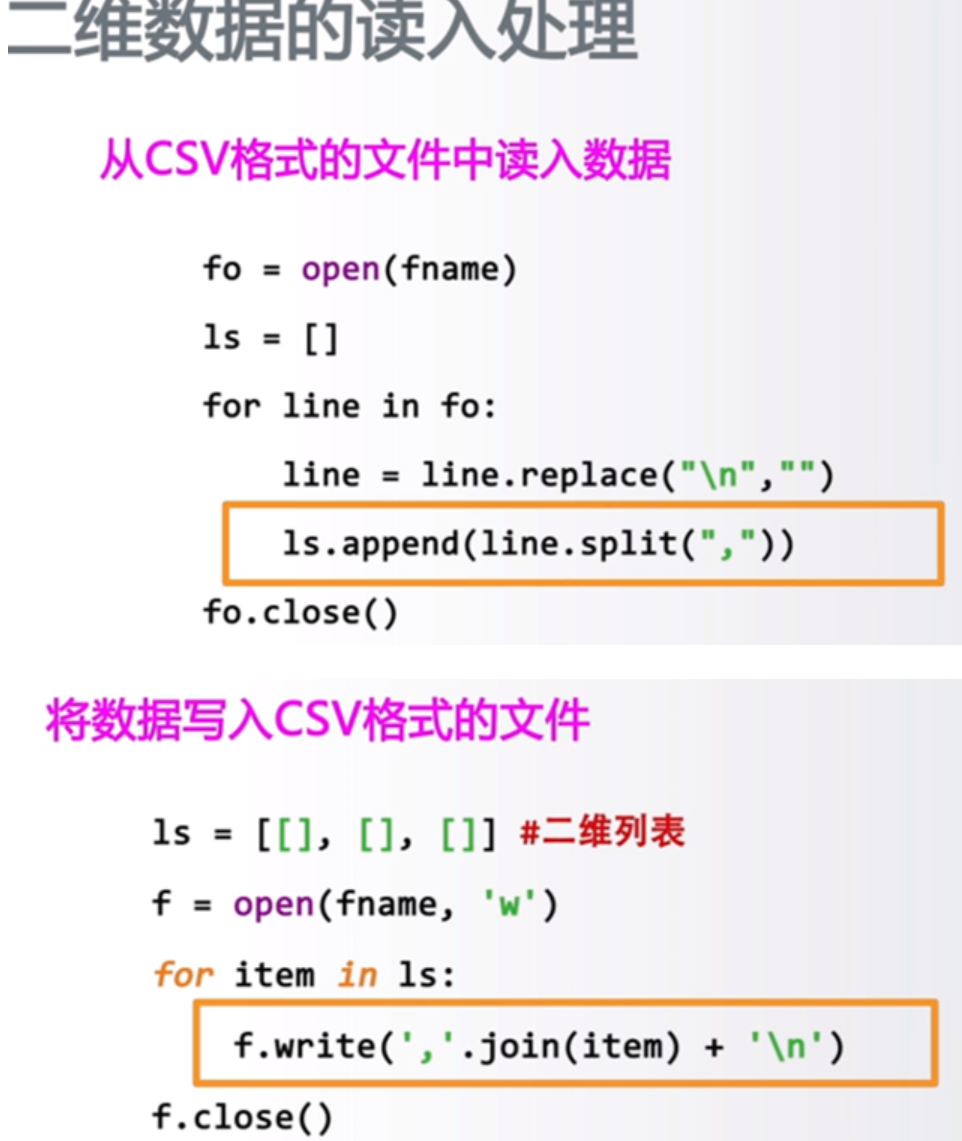 二维数据的读入处理
从CSV格式的文件中读入数据
fo = open(fname)
ls = []
for line in fo:
    line = line.replace("\n","")
    ls.append(line.split(","))
fo.close()
将数据写入CSV格式的文件
ls = [[], [], []] #二维列表
f = open(fname, 'w')
for item in ls:
    f.write(','.join(item) + '\n')
f.close()